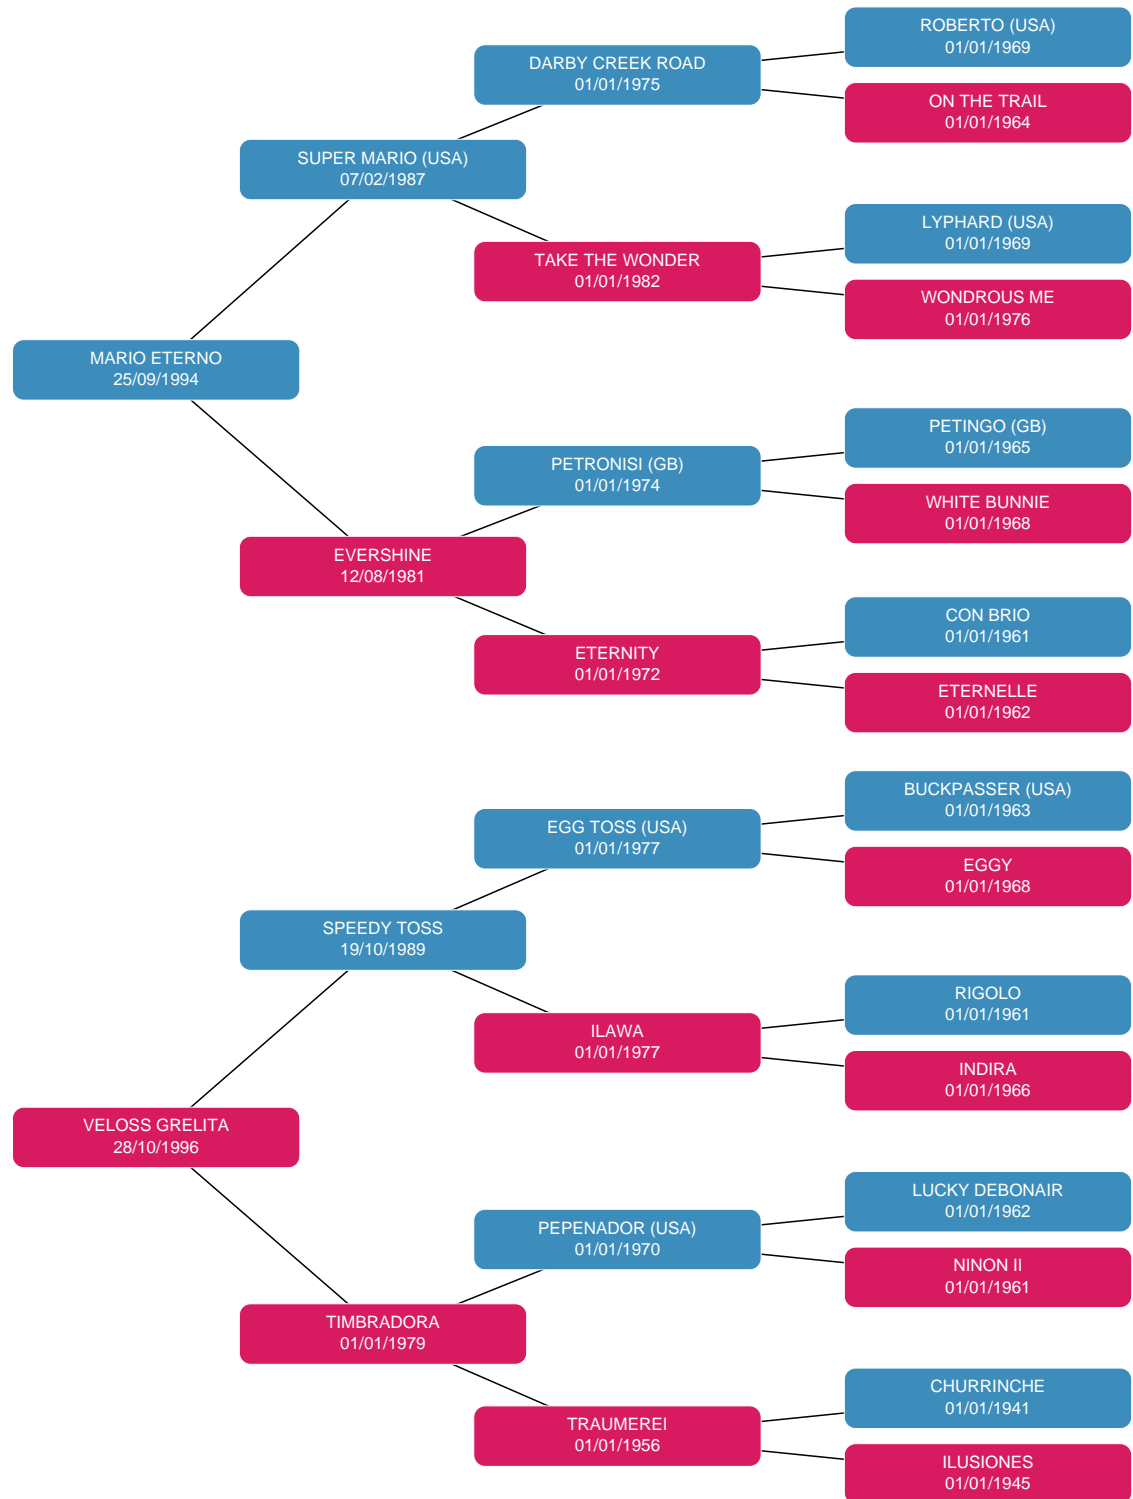 ROBERTO (USA)
01/01/1969
DARBY CREEK ROAD
01/01/1975
ON THE TRAIL
01/01/1964
SUPER MARIO (USA)
07/02/1987
LYPHARD (USA)
01/01/1969
TAKE THE WONDER
01/01/1982
WONDROUS ME
01/01/1976
MARIO ETERNO
25/09/1994
PETINGO (GB)
01/01/1965
PETRONISI (GB)
01/01/1974
WHITE BUNNIE
01/01/1968
EVERSHINE
12/08/1981
CON BRIO
01/01/1961
ETERNITY
01/01/1972
ETERNELLE
01/01/1962
BUCKPASSER (USA)
01/01/1963
EGG TOSS (USA)
01/01/1977
EGGY
01/01/1968
SPEEDY TOSS
19/10/1989
RIGOLO
01/01/1961
ILAWA
01/01/1977
INDIRA
01/01/1966
VELOSS GRELITA
28/10/1996
LUCKY DEBONAIR
01/01/1962
PEPENADOR (USA)
01/01/1970
NINON II
01/01/1961
TIMBRADORA
01/01/1979
CHURRINCHE
01/01/1941
TRAUMEREI
01/01/1956
ILUSIONES
01/01/1945